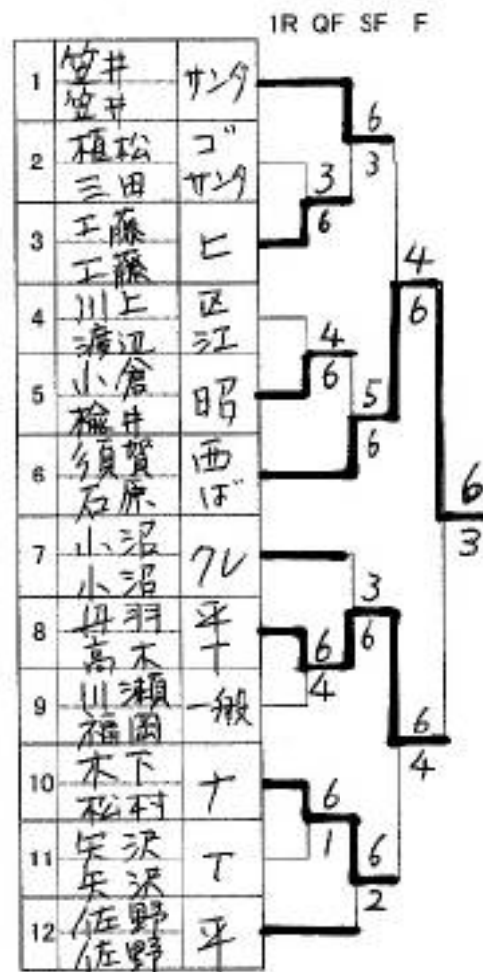 1R QF SF F
1 笠井 笠井 サンダ
2 植松 三田 ゴ サンダ
3 工藤 工藤 ヒ
4 川上 渡辺 区 江
5 小倉 櫓井 昭
6 須賀 石原 西 ば
7 小沼 小沼 クレ
8 丹羽 高木 平 T
9 川瀬 福岡 一般
10 木下 松村 ナ
11 矢沢 矢沢 T
12 佐野 佐野 平
6
3
3
6
4
6
4
6
5
6
6
3
3
6
6
4
6
4
6
1
6
2